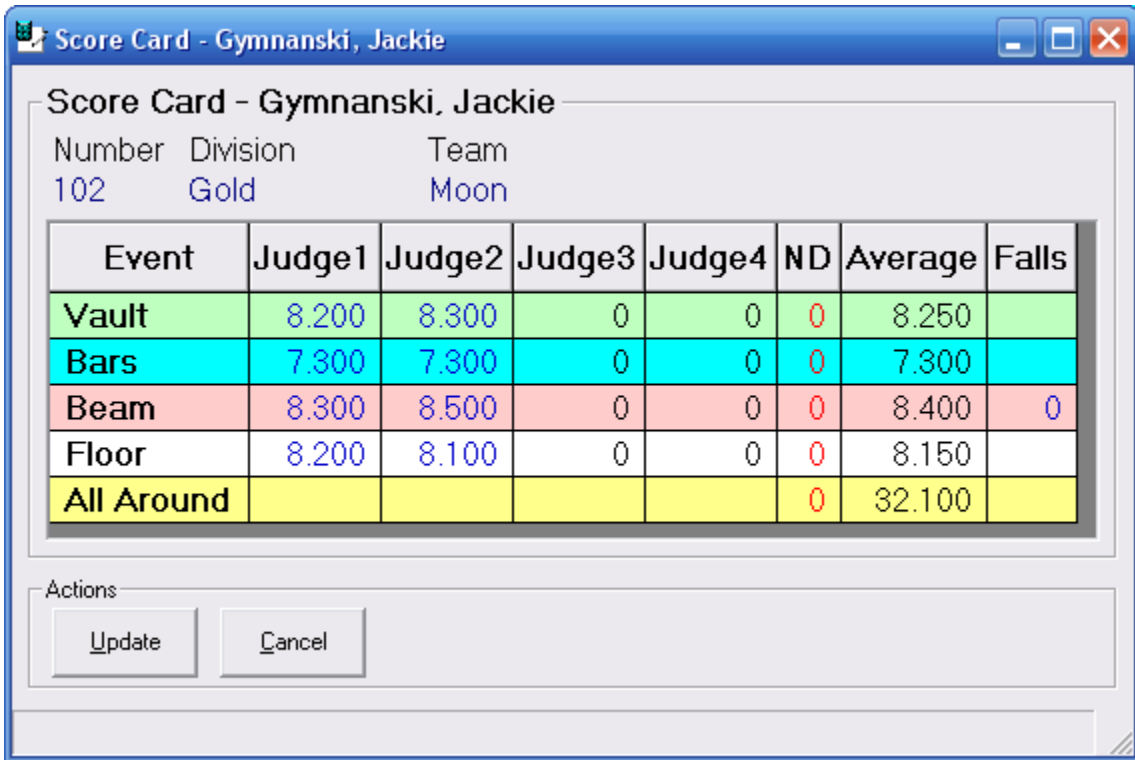 Score Card - Gymnanski, Jackie
Score Card - Gymnanski, Jackie
Number Division Team
102 Gold Moon
Event Judge1 Judge2 Judge3 Judge4 ND Average Falls
Vault 8.200 8.300 0 0 0 8.250
Bars 7.300 7.300 0 0 0 7.300
Beam 8.300 8.500 0 0 0 8.400 0
Floor 8.200 8.100 0 0 0 8.150
All Around 0 32.100
Actions
Update Cancel